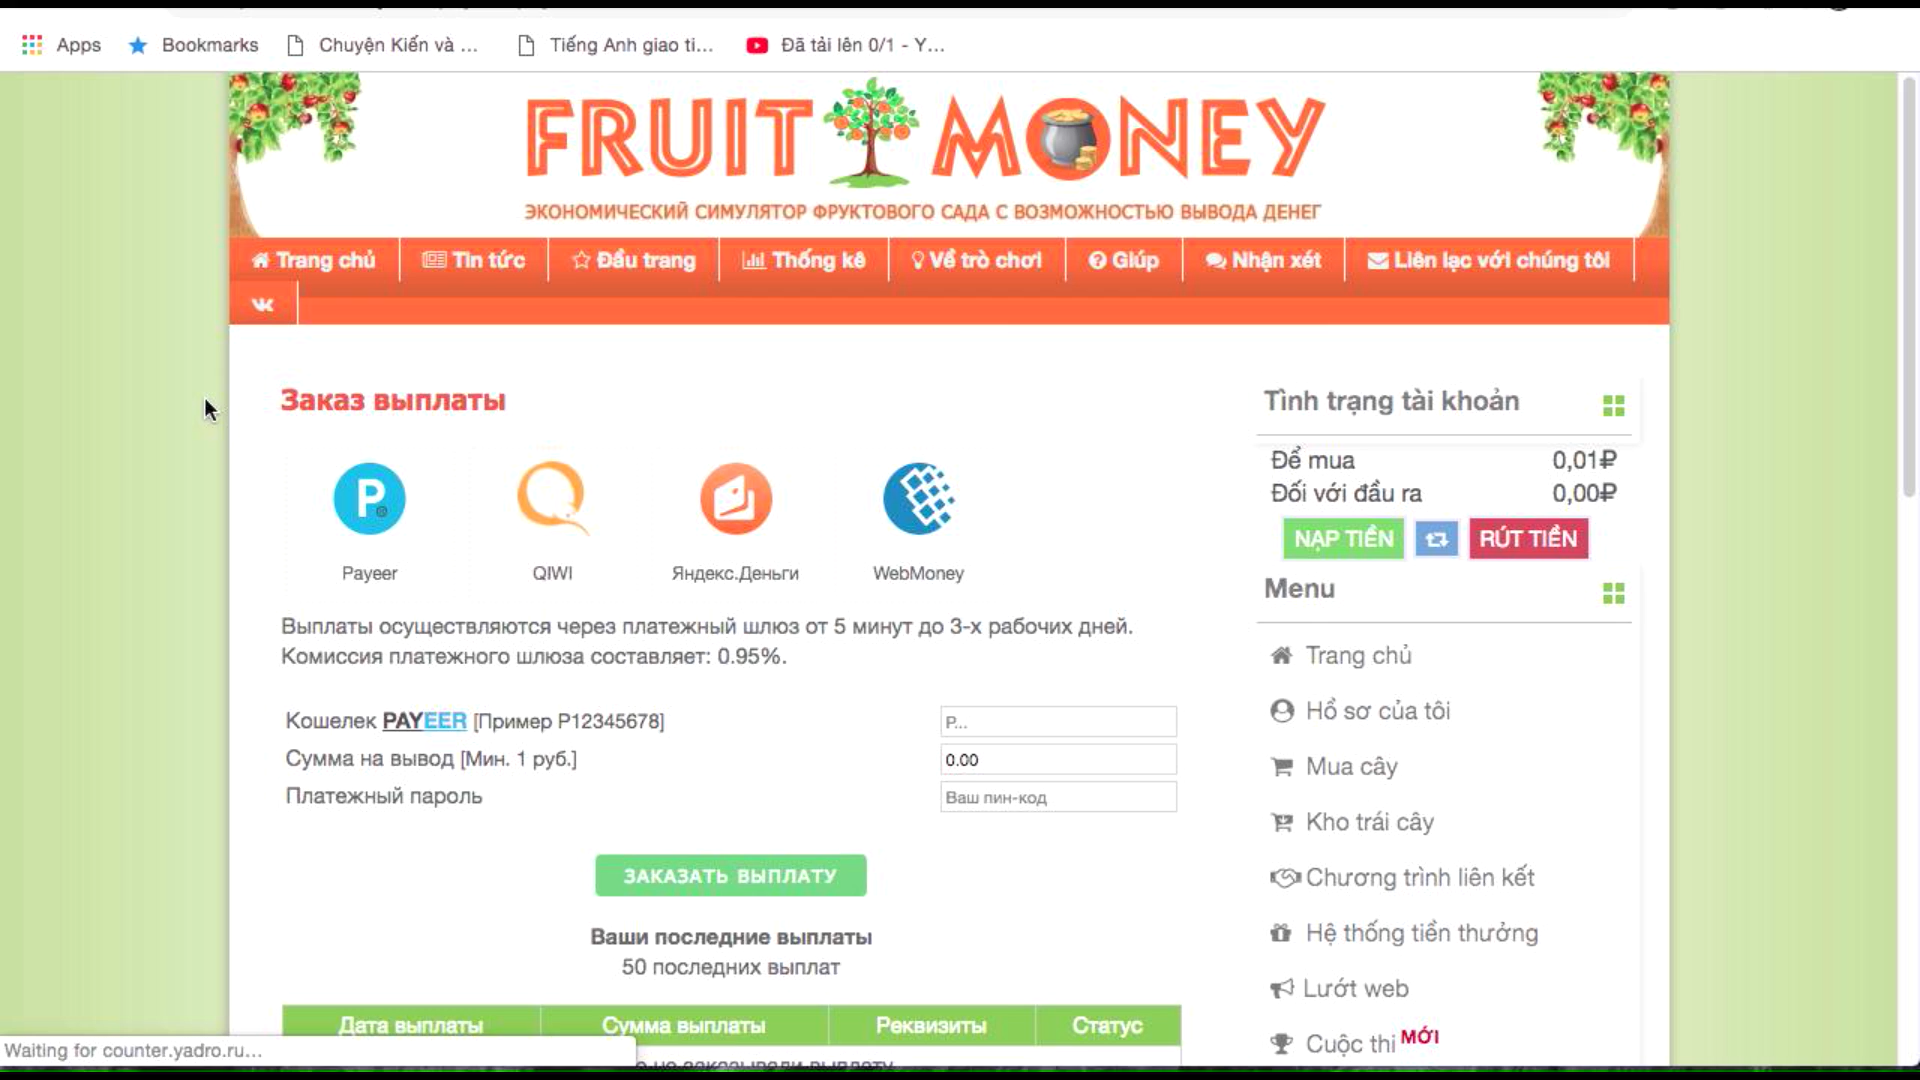 Apps
Bookmarks
Chuyện Kiến và ...
Tiếng Anh giao ti...
Đã tải lên 0/1 - Y...
FRUIT MONEY
ЭКОНОМИЧЕСКИЙ СИМУЛЯТОР ФРУКТОВОГО САДА С ВОЗМОЖНОСТЬЮ ВЫВОДА ДЕНЕГ
Trang chủ
Tin tức
Đầu trang
Thống kê
Về trò chơi
Giúp
Nhận xét
Liên lạc với chúng tôi
Заказ выплаты
Payeer
QIWI
Яндекс.Деньги
WebMoney
Выплаты осуществляются через платежный шлюз от 5 минут до 3-х рабочих дней.
Комиссия платежного шлюза составляет: 0.95%.
Кошелек PAYEER [Пример P12345678]
P...
Сумма на вывод [Мин. 1 руб.]
0.00
Платежный пароль
Ваш пин-код
ЗАКАЗАТЬ ВЫПЛАТУ
Ваши последние выплаты
50 последних выплат
Дата выплаты
Сумма выплаты
Реквизиты
Статус
не заказывали выплату
Tình trạng tài khoản
Để mua 0,01₽
Đối với đầu ra 0,00₽
NẠP TIỀN
RÚT TIỀN
Menu
Trang chủ
Hồ sơ của tôi
Mua cây
Kho trái cây
Chương trình liên kết
Hệ thống tiền thưởng
Lướt web
Cuộc thi MỚI
Waiting for counter.yadro.ru...